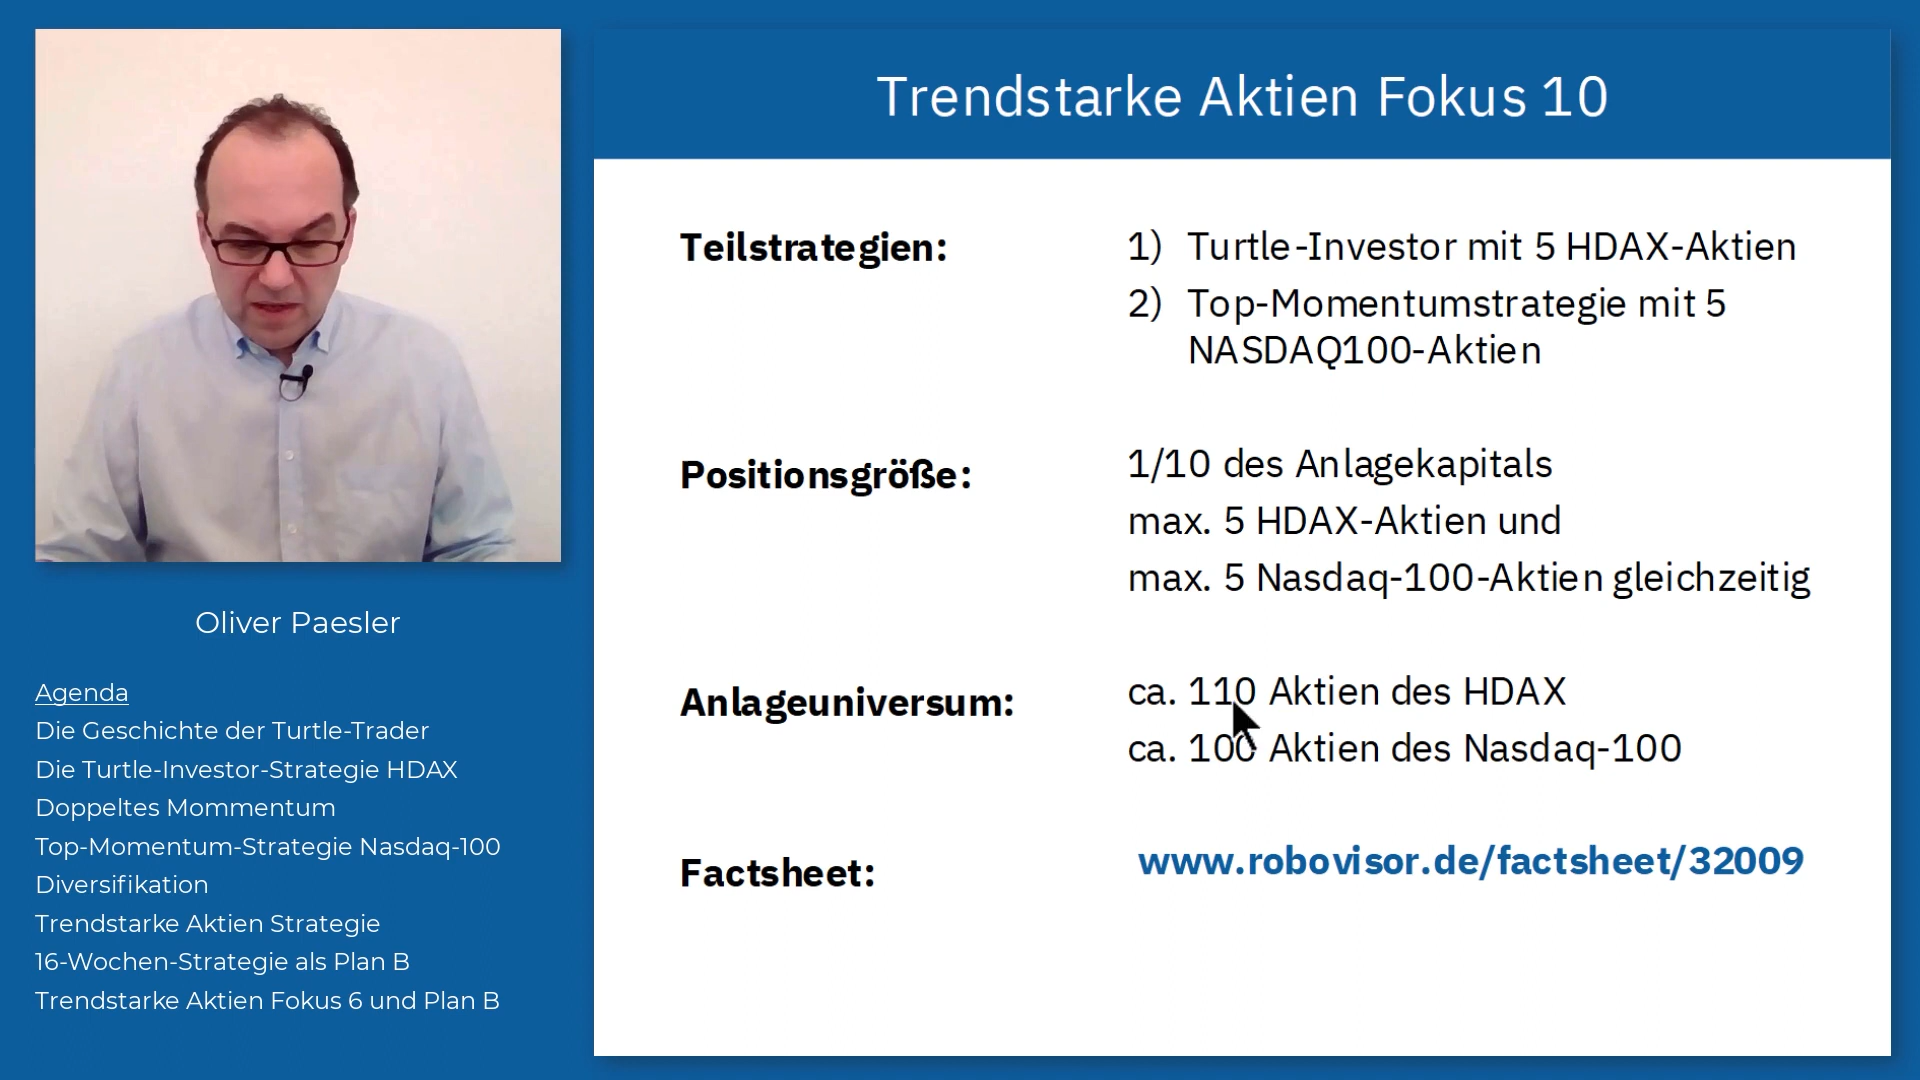 Trendstarke Aktien Fokus 10
Teilstrategien:
1) Turtle-Investor mit 5 HDAX-Aktien
2) Top-Momentumstrategie mit 5
NASDAQ100-Aktien
Positionsgröße:
1/10 des Anlagekapitals
max. 5 HDAX-Aktien und
max. 5 Nasdaq-100-Aktien gleichzeitig
Anlageuniversum:
ca. 110 Aktien des HDAX
ca. 100 Aktien des Nasdaq-100
Factsheet:
www.robovisor.de/factsheet/32009
Oliver Paesler
Agenda
Die Geschichte der Turtle-Trader
Die Turtle-Investor-Strategie HDAX
Doppeltes Mommentum
Top-Momentum-Strategie Nasdaq-100
Diversifikation
Trendstarke Aktien Strategie
16-Wochen-Strategie als Plan B
Trendstarke Aktien Fokus 6 und Plan B